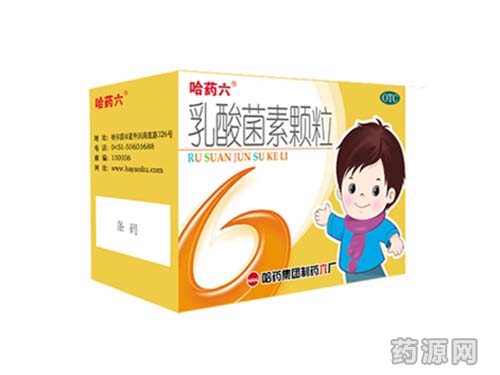 哈药六®
地 址：哈尔滨市道外区南直路326号
电 话：0451-55601688
邮 编：150056
网 址：www.hayaoliu.com
条 码
哈药六®
OTC
乳酸菌素颗粒
RU SUAN JUN SU KE LI
哈药集团制药六厂
药源网